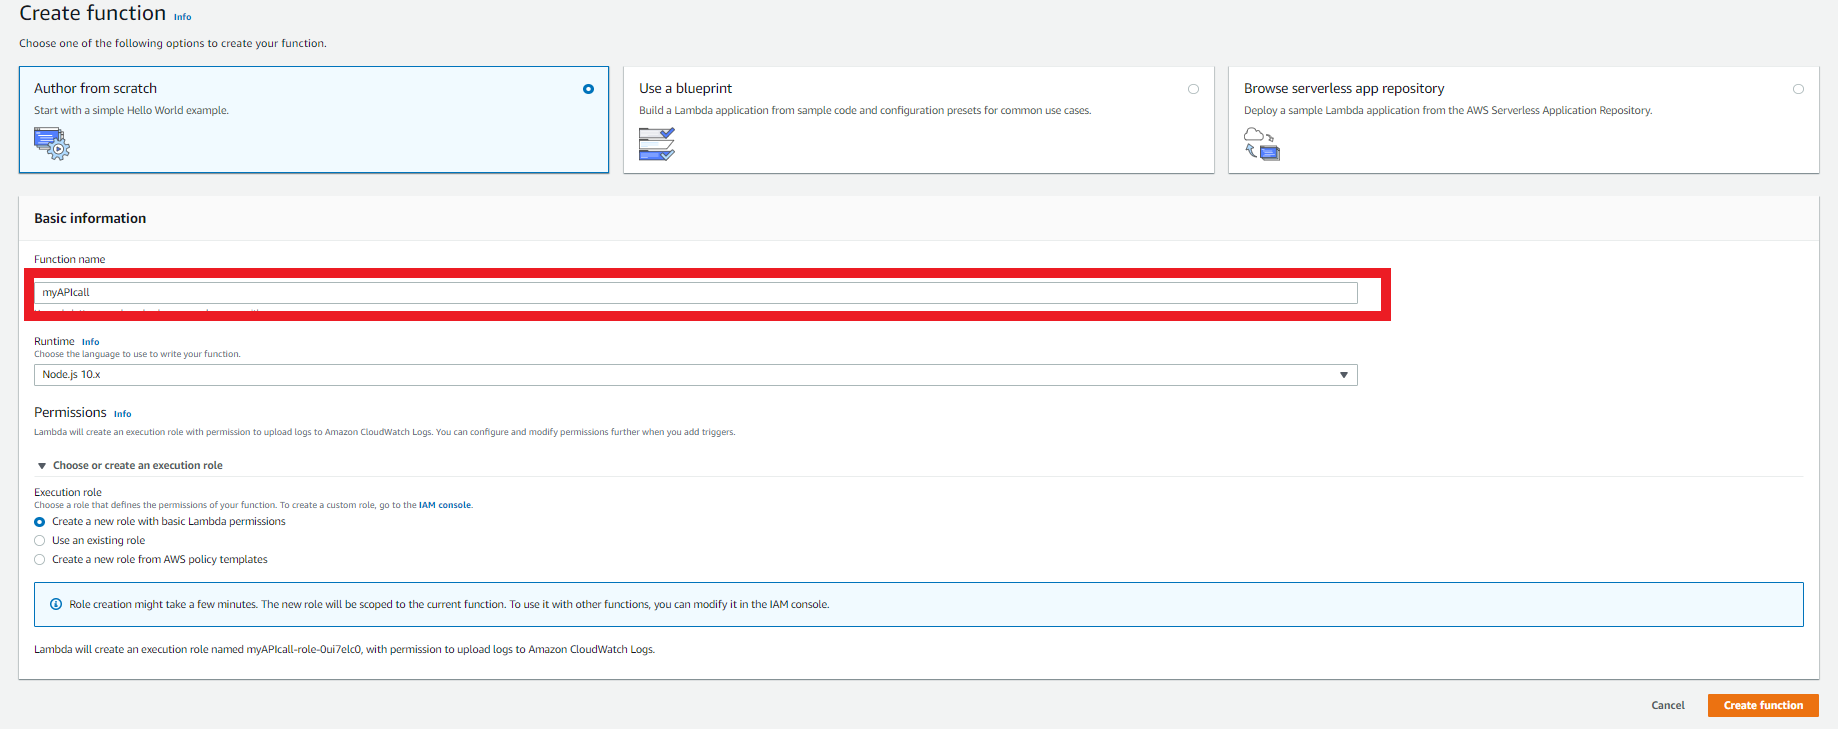 Create function Info
Choose one of the following options to create your function.
Author from scratch
Start with a simple Hello World example.
Use a blueprint
Build a Lambda application from sample code and configuration presets for common use cases.
Browse serverless app repository
Deploy a sample Lambda application from the AWS Serverless Application Repository.
Basic information
Function name
myAPIcall
Runtime Info
Choose the language to use to write your function.
Node.js 10.x
Permissions Info
Lambda will create an execution role with permission to upload logs to Amazon CloudWatch Logs. You can configure and modify permissions further when you add triggers.
Choose or create an execution role
Execution role
Choose a role that defines the permissions of your function. To create a custom role, go to the IAM console.
Create a new role with basic Lambda permissions
Use an existing role
Create a new role from AWS policy templates
Role creation might take a few minutes. The new role will be scoped to the current function. To use it with other functions, you can modify it in the IAM console.
Lambda will create an execution role named myAPIcall-role-0ui7elc0, with permission to upload logs to Amazon CloudWatch Logs.
Cancel
Create function